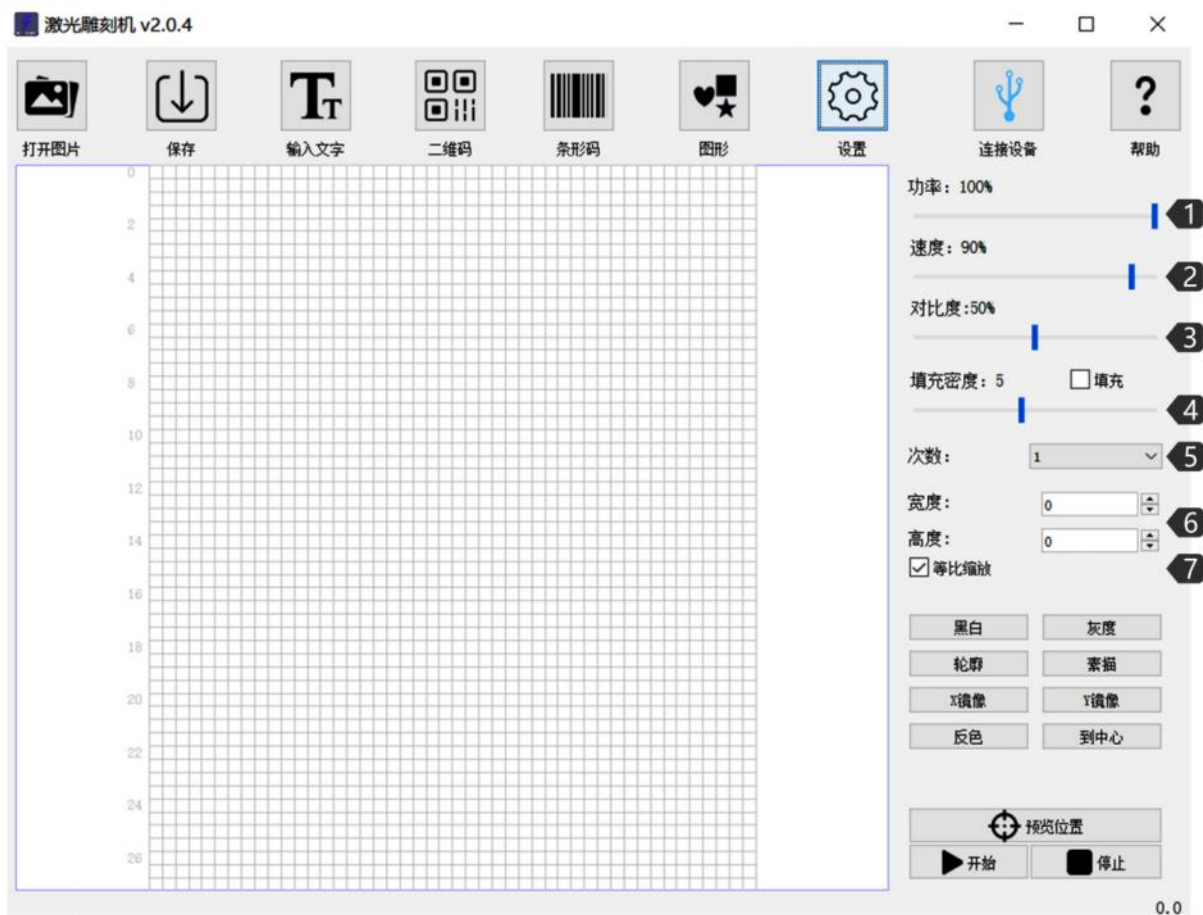 激光雕刻机 v2.0.4
TT
打开图片 保存 输入文字 二维码 条形码 图形 设置 连接设备 帮助
0
2
4
6
8
10
12
14
16
18
20
22
24
26
功率: 100%
1
速度: 90%
2
对比度:50%
3
填充密度: 5 填充
4
次数: 1 5
宽度: 0
6
高度: 0
等比缩放 7
黑白 灰度
轮廓 素描
X镜像 Y镜像
反色 到中心
预览位置
开始 停止
0.0